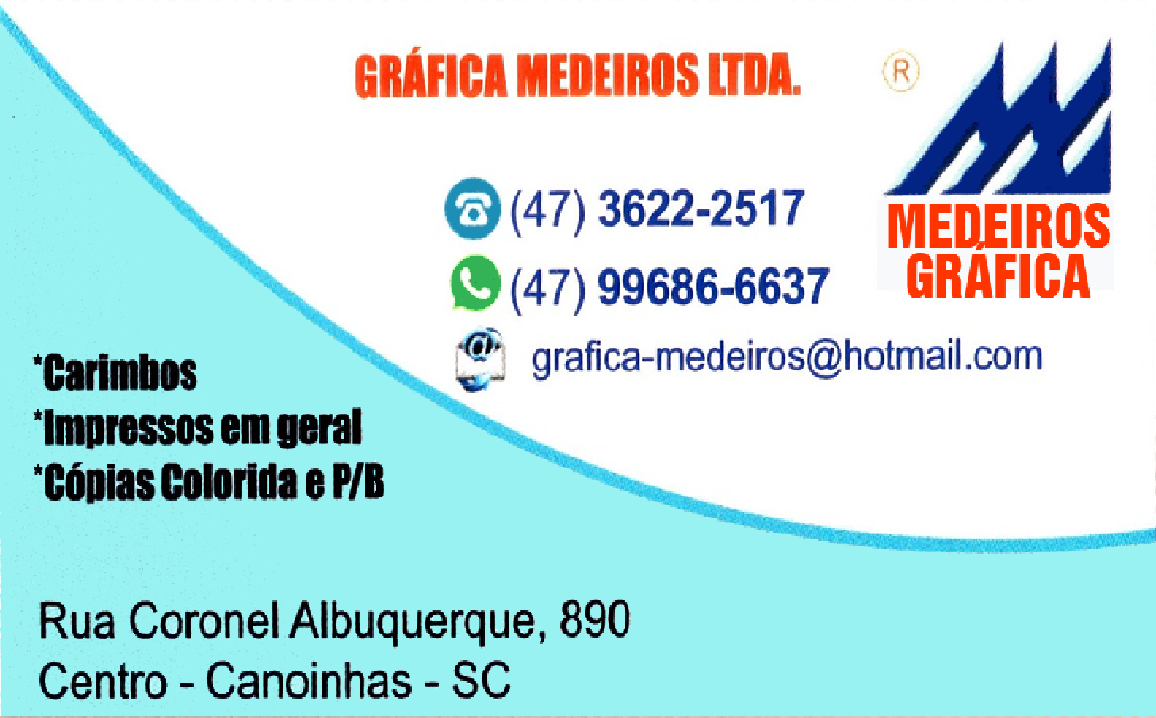 GRÁFICA MEDEIROS LTDA.
®
MEDEIROS
GRÁFICA
(47) 3622-2517
(47) 99686-6637
@ grafica-medeiros@hotmail.com
*Carimbos
*Impressos em geral
*Cópias Colorida e P/B
Rua Coronel Albuquerque, 890
Centro - Canoinhas - SC